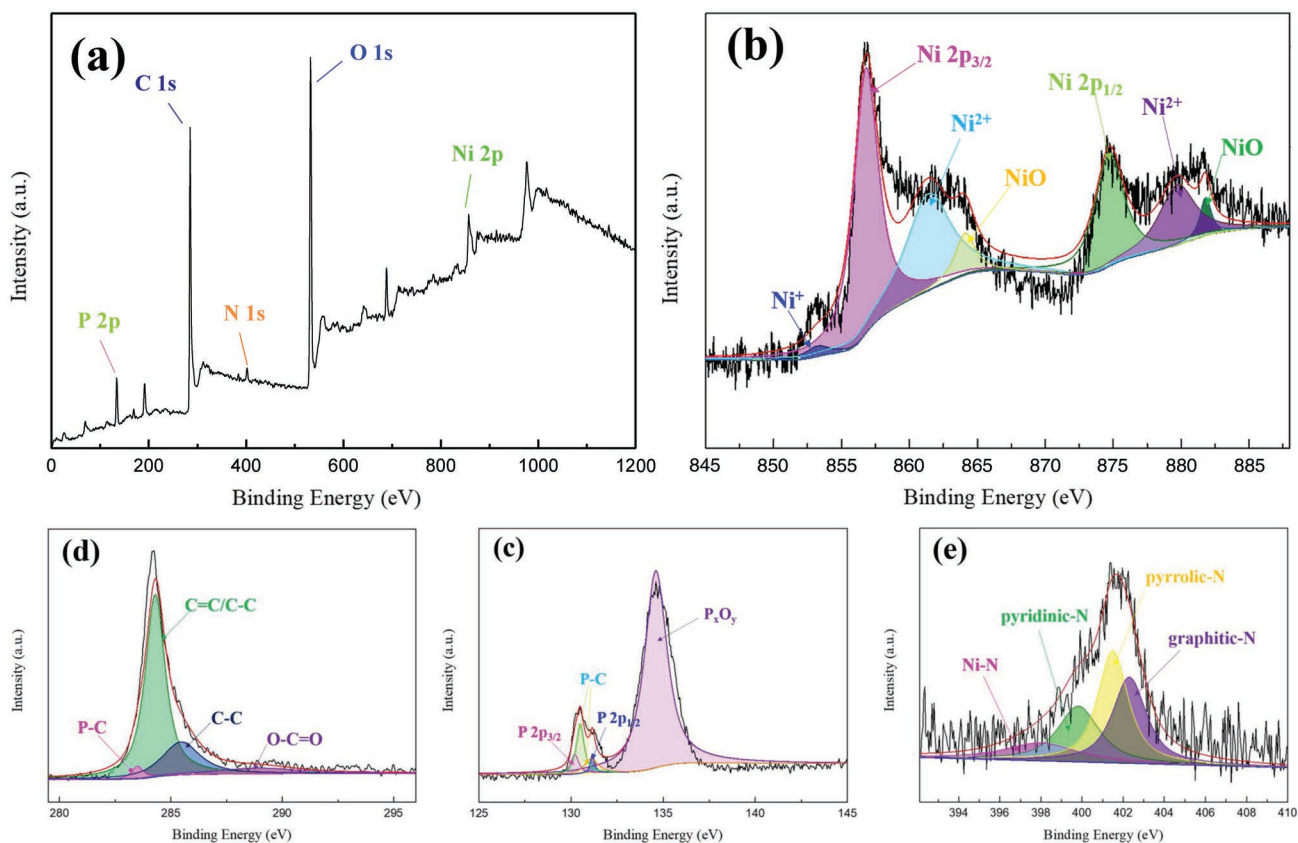 (a)
O 1s
C 1s
Ni 2p
P 2p
N 1s
Intensity (a.u.)
0 200 400 600 800 1000 1200
Binding Energy (eV)
(b)
Ni 2p3/2
Ni 2p1/2
Ni2+
Ni2+
NiO
NiO
Ni+
Intensity (a.u.)
845 850 855 860 865 870 875 880 885
Binding Energy (eV)
(d)
C=C/C-C
P-C
C-C
O-C=O
Intensity (a.u.)
280 285 290 295
Binding Energy (eV)
(c)
PxOy
P-C
P 2p1/2
P 2p3/2
Intensity (a.u.)
125 130 135 140 145
Binding Energy (eV)
(e)
pyrrolic-N
pyridinic-N
graphitic-N
Ni-N
Intensity (a.u.)
394 396 398 400 402 404 406 408 410
Binding Energy (eV)